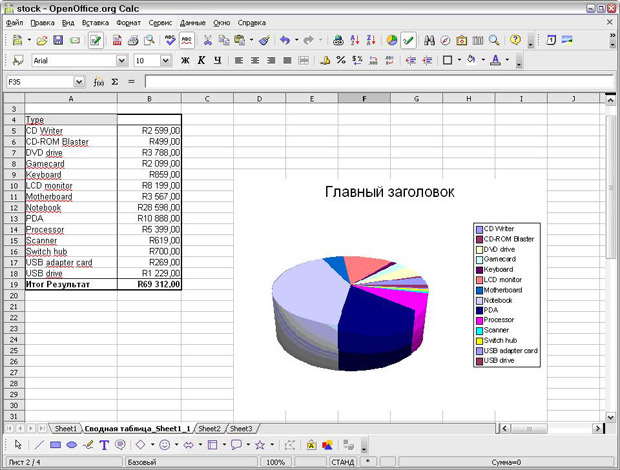 stock - OpenOffice.org Calc
Файл Правка Вид Вставка Формат Сервис Данные Окно Справка
Arial 10 Ж К Ч
F35
A B C D E F G H I J
3
4 Type
5 CD Writer R2 599,00
6 CD-ROM Blaster R499,00
7 DVD drive R3 788,00
8 Gamecard R2 099,00
9 Keyboard R859,00
10 LCD monitor R8 199,00
11 Motherboard R3 567,00
12 Notebook R28 598,00
13 PDA R10 888,00
14 Processor R5 399,00
15 Scanner R619,00
16 Switch hub R700,00
17 USB adapter card R269,00
18 USB drive R1 229,00
19 Итог Результат R69 312,00
20
21
22
23
24
25
26
27
28
29
30
31
Главный заголовок
CD Writer
CD-ROM Blaster
DVD drive
Gamecard
Keyboard
LCD monitor
Motherboard
Notebook
PDA
Processor
Scanner
Switch hub
USB adapter card
USB drive
Sheet1 Сводная таблица_Sheet1_1 Sheet2 Sheet3
Лист 2 / 4 Базовый 100% СТАНД * Сумма=0